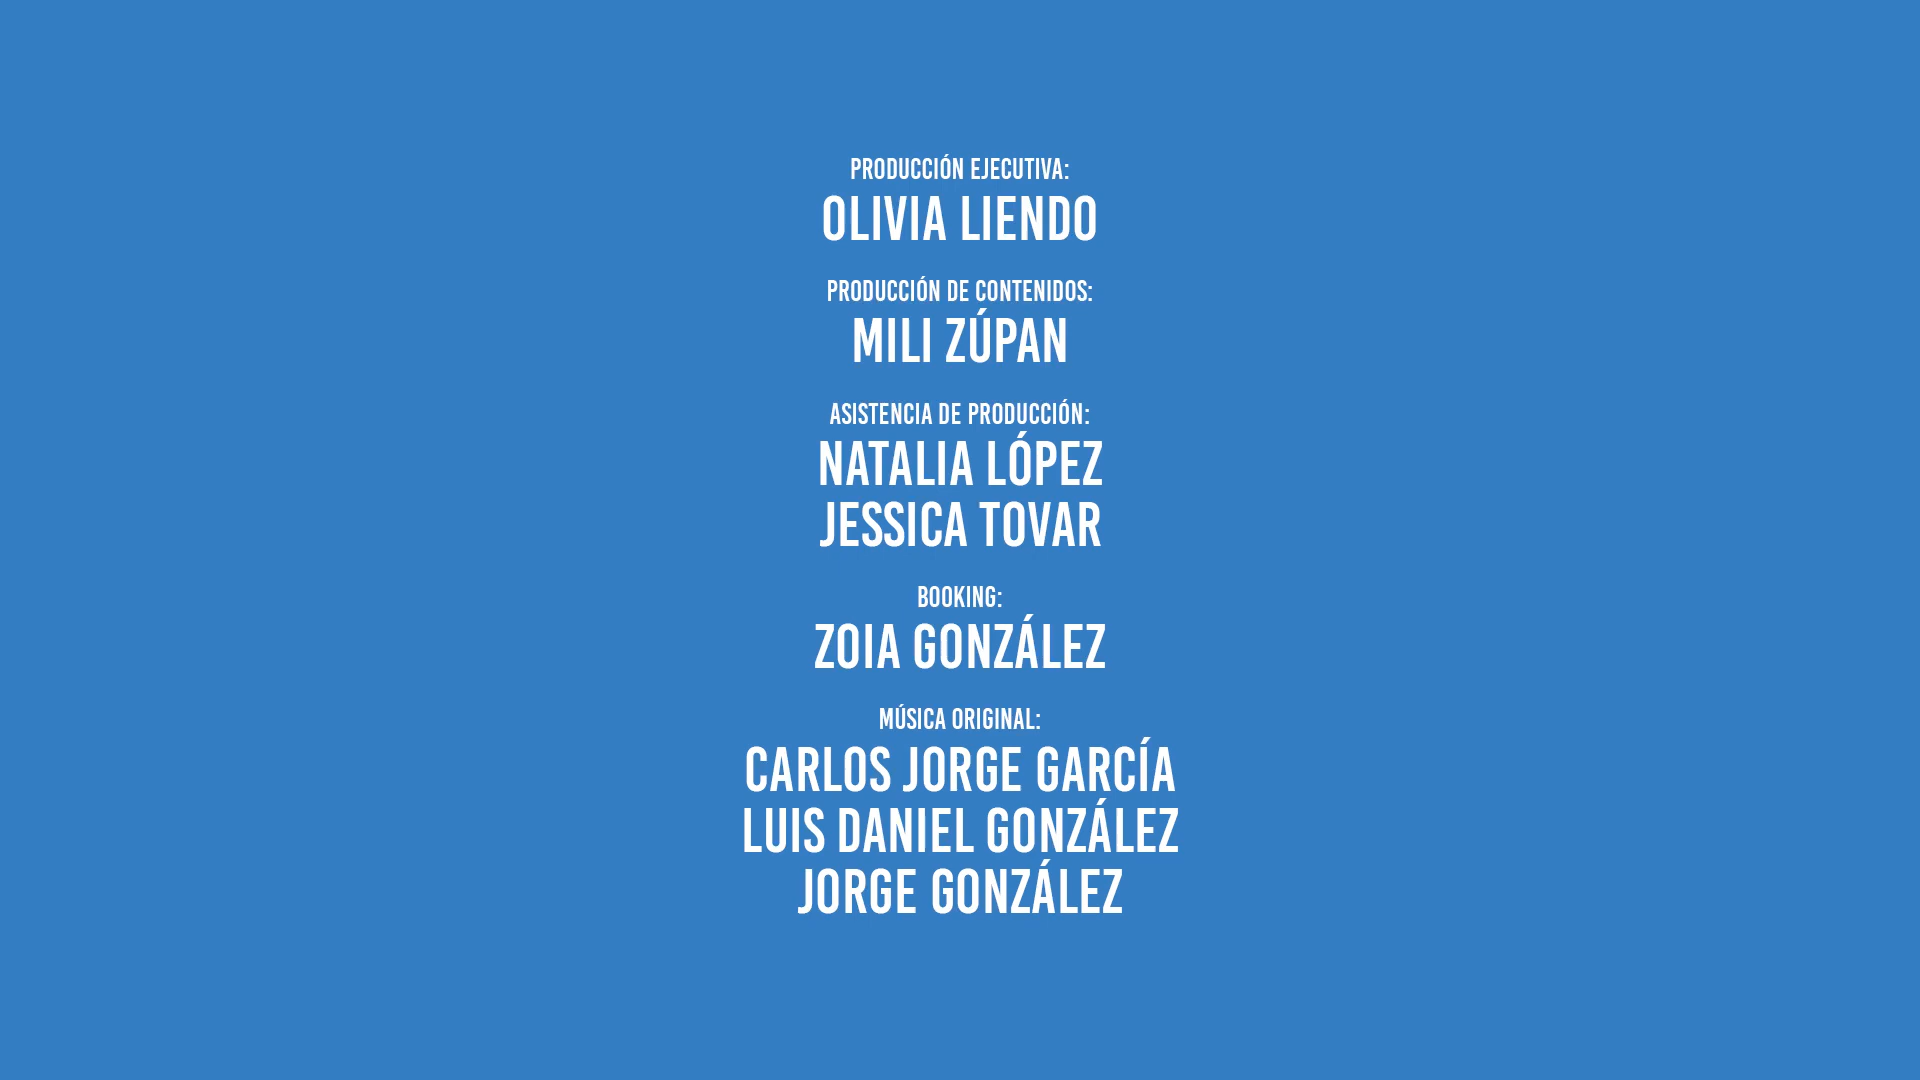 PRODUCCIÓN EJECUTIVA:
OLIVIA LIENDO
PRODUCCIÓN DE CONTENIDOS:
MILI ZÚPAN
ASISTENCIA DE PRODUCCIÓN:
NATALIA LÓPEZ
JESSICA TOVAR
BOOKING:
ZOIA GONZÁLEZ
MÚSICA ORIGINAL:
CARLOS JORGE GARCÍA
LUIS DANIEL GONZÁLEZ
JORGE GONZÁLEZ